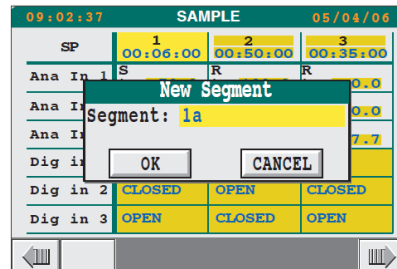 09:02:37 SAMPLE 05/04/06
SP 1 2 3
00:06:00 00:50:00 00:35:00
Ana In 1 S R R 0.0
New Segment
Ana In 0.0
Segment: 1a
Ana In 7.7
Dig in
OK CANCEL
Dig in 2 CLOSED OPEN CLOSED
Dig in 3 OPEN CLOSED OPEN